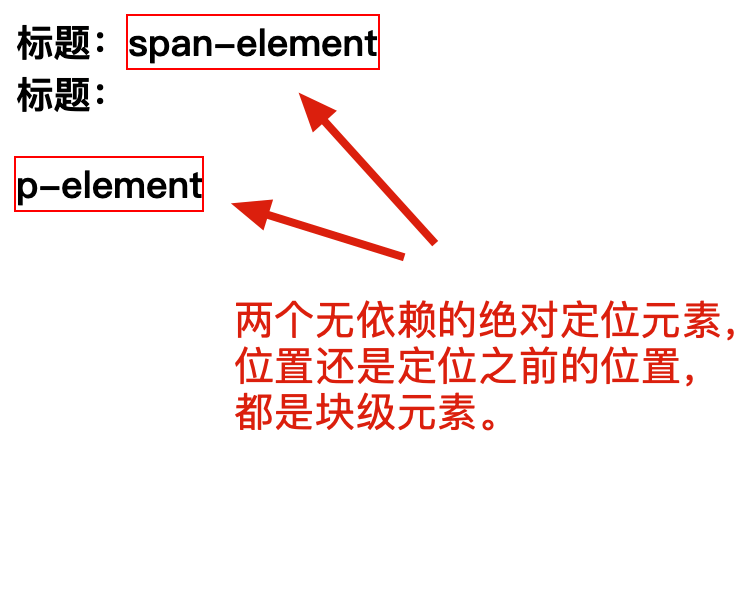 标题：span-element
标题：
p-element
两个无依赖的绝对定位元素，
位置还是定位之前的位置，
都是块级元素。